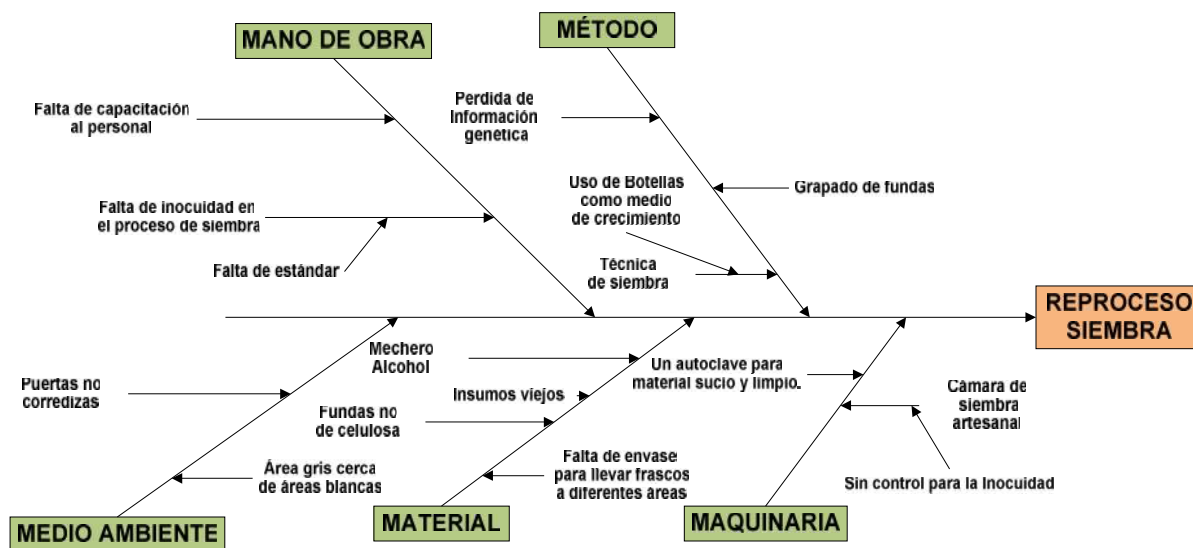 MANO DE OBRA
MÉTODO
Falta de capacitación
al personal
Perdida de
Información
genética
Falta de inocuidad en
el proceso de siembra
Falta de estándar
Uso de Botellas
como medio
de crecimiento
Grapado de fundas
Técnica
de siembra
REPROCESO
SIEMBRA
Mechero
Alcohol
Puertas no
corredizas
Insumos viejos
Fundas no
de celulosa
Un autoclave para
material sucio y limpio.
Cámara de
siembra
artesanal
Área gris cerca
de áreas blancas
Falta de envase
para llevar frascos
a diferentes áreas
Sin control para la Inocuidad
MEDIO AMBIENTE
MATERIAL
MAQUINARIA